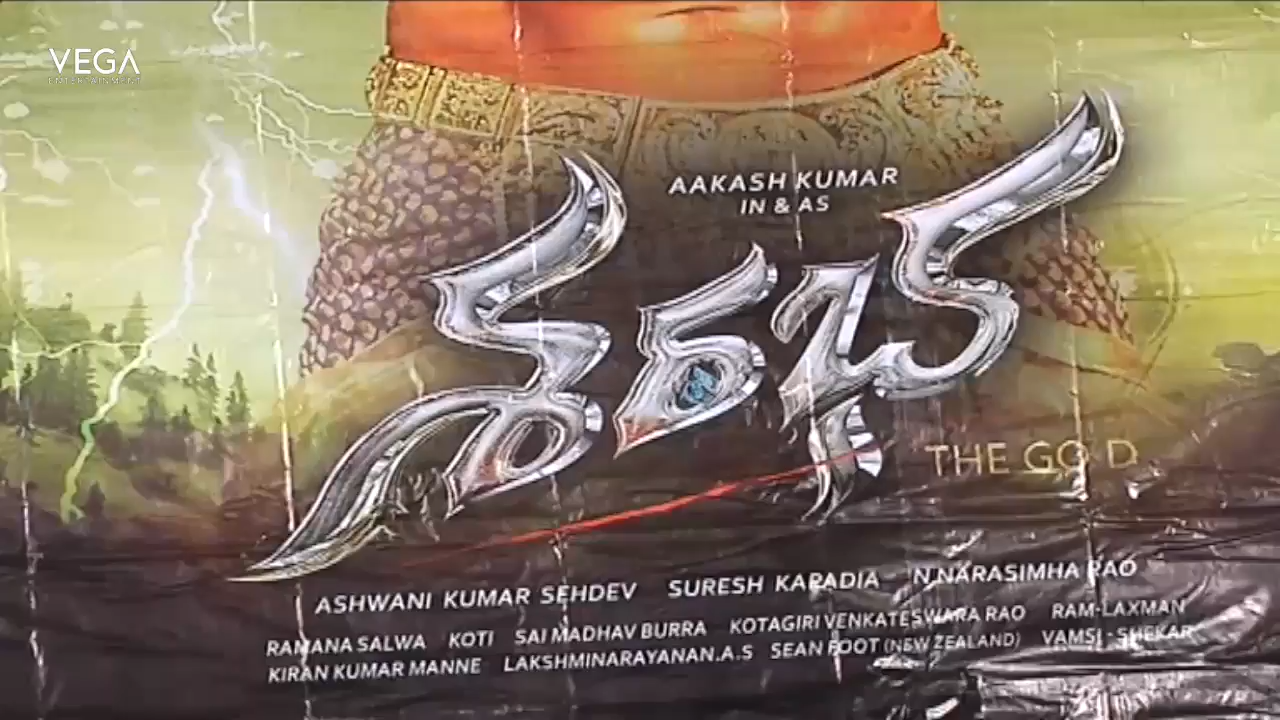 VEGA
ENTERTAINMENT
AAKASH KUMAR
IN & AS
శరభ
THE GOD
ASHWANI KUMAR SEHDEV SURESH KAPADIA N NARASIMHA RAO
RAMANA SALWA KOTI SAI MADHAV BURRA KOTAGIRI VENKATESWARA RAO RAM-LAXMAN
KIRAN KUMAR MANNE LAKSHMINARAYANAN.A.S SEAN FOOT (NEW ZEALAND) VAMSI - SHEKAR